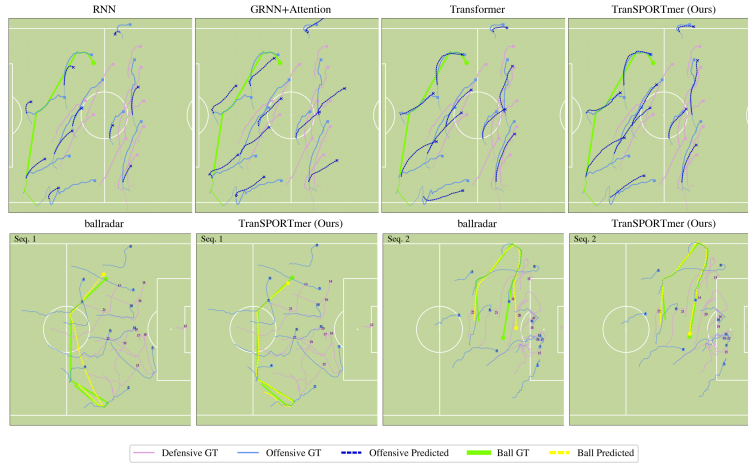 RNN
GRNN+Attention
Transformer
TranSPORTmer (Ours)
ballradar
TranSPORTmer (Ours)
ballradar
TranSPORTmer (Ours)
Seq. 1
Seq. 1
Seq. 2
Seq. 2
Defensive GT
Offensive GT
Offensive Predicted
Ball GT
Ball Predicted